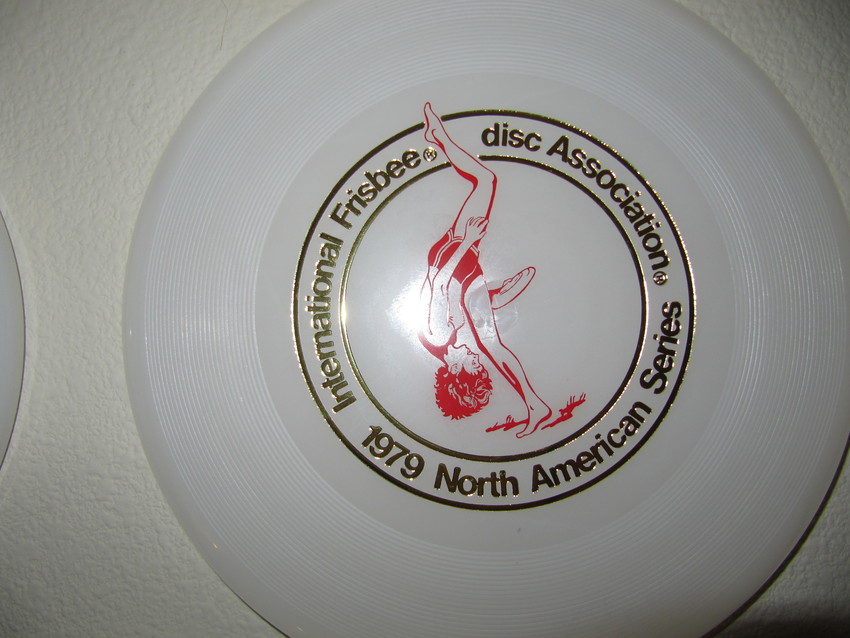 International Frisbee® disc Association®
1979 North American Series